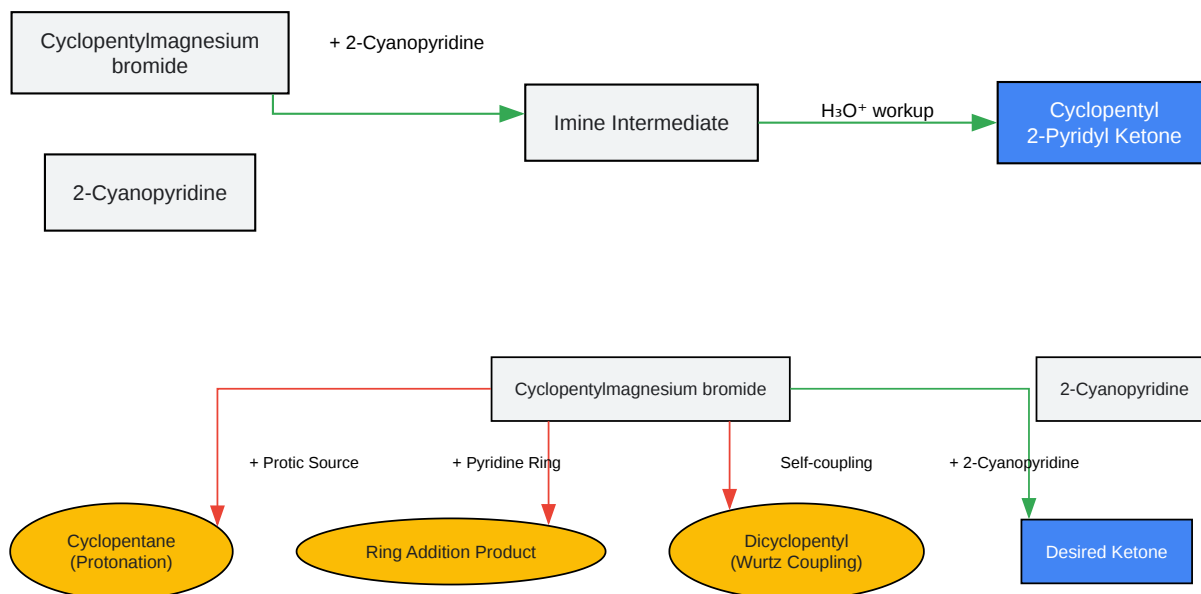 Cyclopentylmagnesium
bromide
+ 2-Cyanopyridine
Imine Intermediate
H₃O⁺ workup
Cyclopentyl
2-Pyridyl Ketone
2-Cyanopyridine
Cyclopentylmagnesium bromide
2-Cyanopyridine
+ Protic Source
+ Pyridine Ring
Self-coupling
+ 2-Cyanopyridine
Cyclopentane
(Protonation)
Ring Addition Product
Dicyclopentyl
(Wurtz Coupling)
Desired Ketone